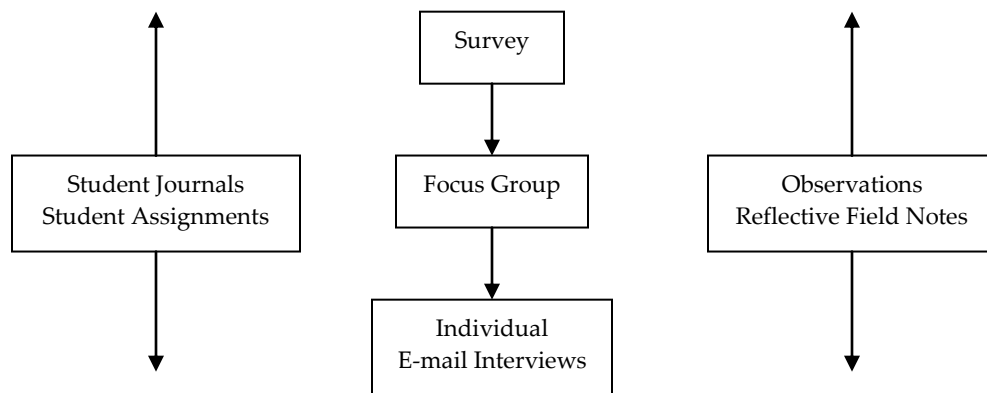 Survey
Student Journals
Student Assignments
Focus Group
Observations
Reflective Field Notes
Individual
E-mail Interviews